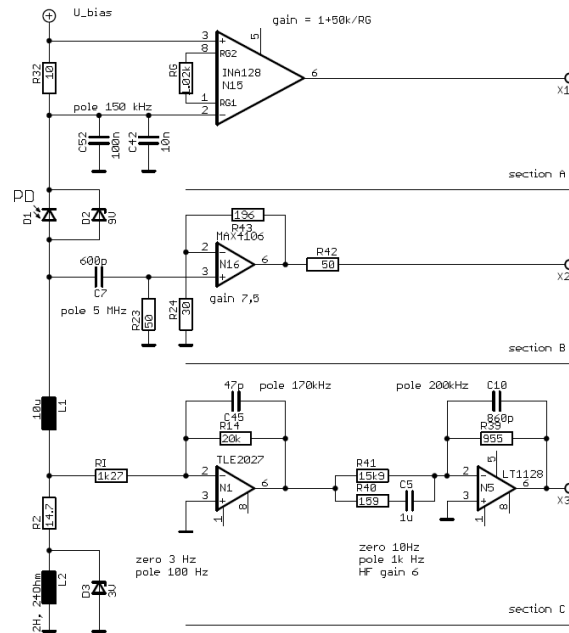 U_bias
gain = 1+50k/RG
R32
10
3
+
8
RG2
5
RG
1.02k
INA128
N15
6
1
RG1
2
-
X1
pole 150 kHz
C52
100n
C42
10n
section A
PD
D1
D2
9V
196
R43
MAX4106
600p
C7
2
-
N16
6
3
+
R42
50
X2
pole 5 MHz
R23
50
R24
30
gain 7,5
section B
10u
L1
47p
C45
pole 170kHz
R14
20k
TLE2027
pole 200kHz
C10
860p
R39
955
LT1128
RI
1k27
2
-
N1
6
3
+
1
8
R41
15k9
R40
159
C5
1u
2
-
5
N5
6
3
+
1
8
X3
R2
14.7
zero 3 Hz
pole 100 Hz
zero 10Hz
pole 1k Hz
HF gain 6
2H, 24Ohm
L2
D3
3V
section C